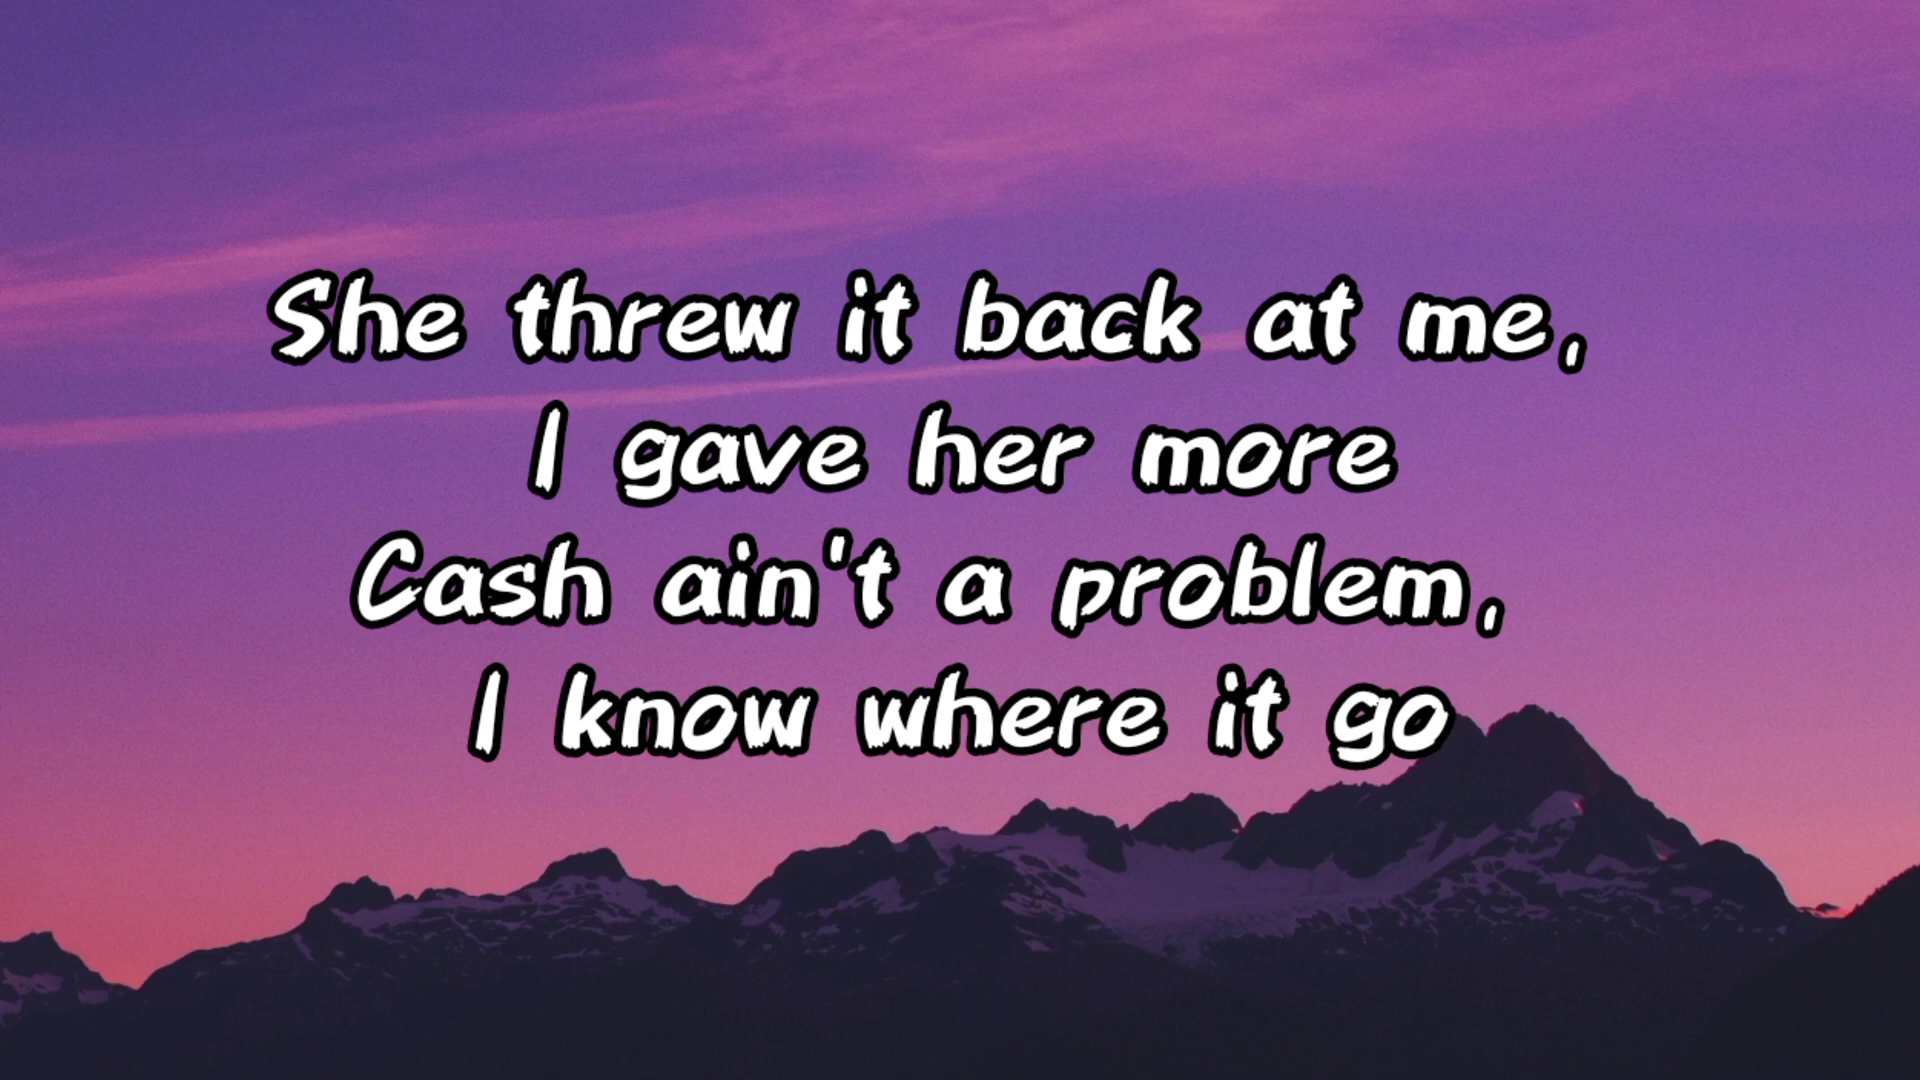 She threw it back at me,
I gave her more
Cash ain't a problem,
I know where it go